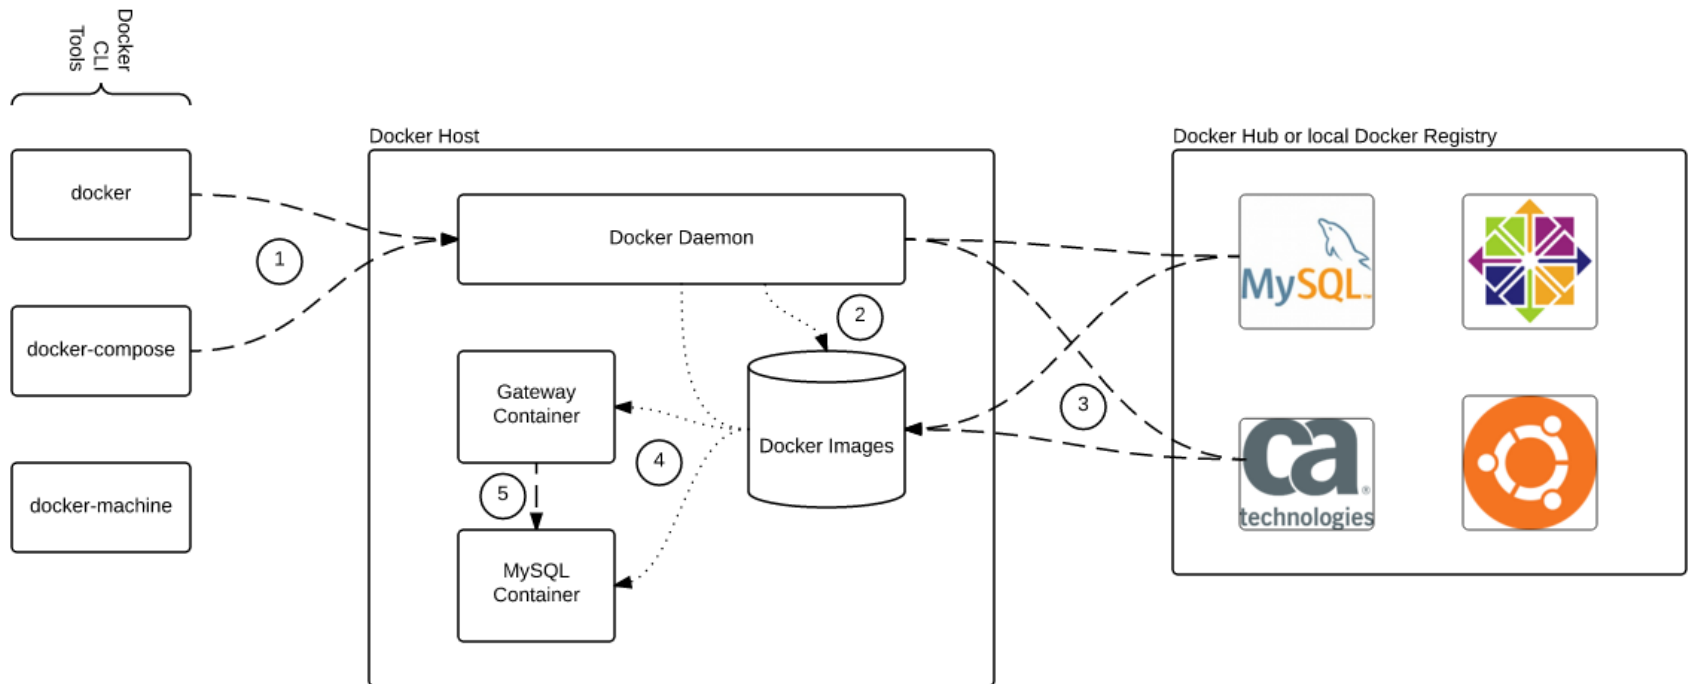 Docker
CLI
Tools
docker
docker-compose
docker-machine
1
Docker Host
Docker Daemon
2
Gateway
Container
Docker Images
4
5
MySQL
Container
3
Docker Hub or local Docker Registry
MySQL™
ca®
technologies